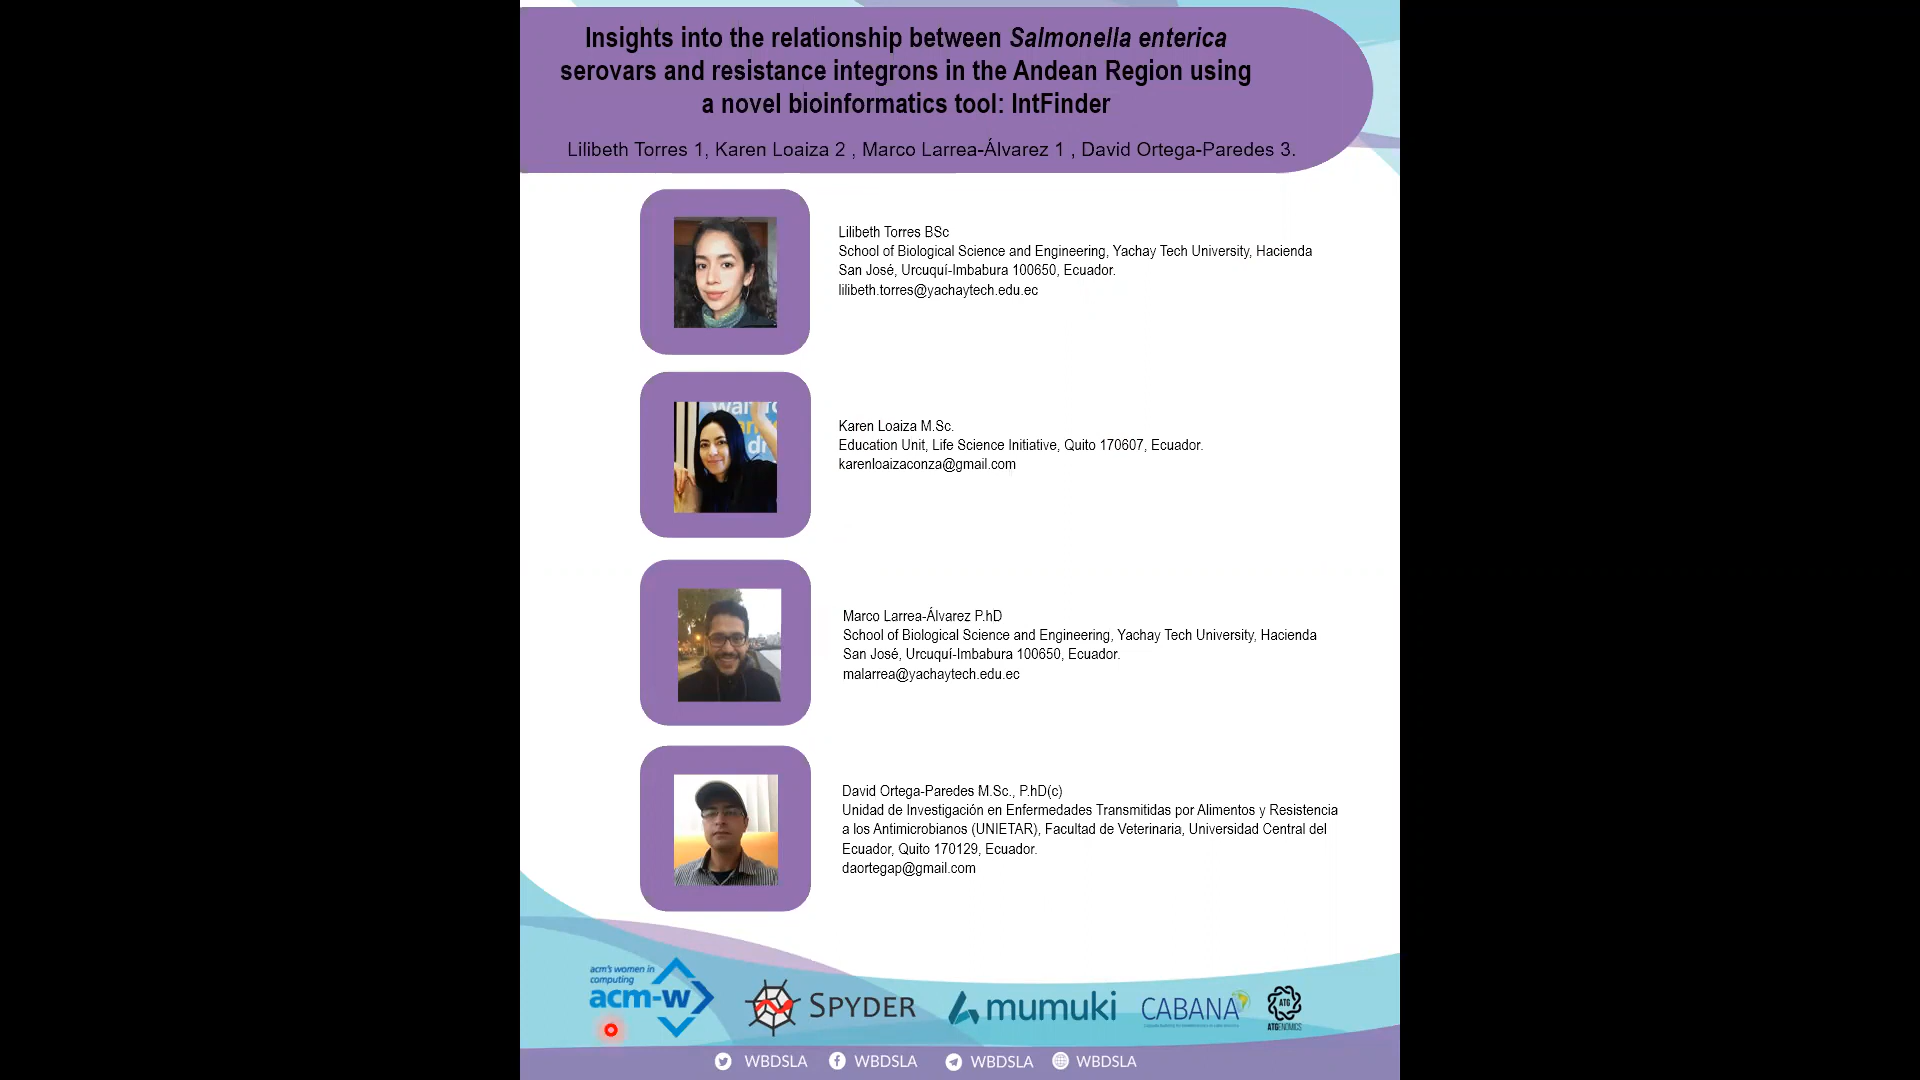 Insights into the relationship between Salmonella enterica
serovars and resistance integrons in the Andean Region using
a novel bioinformatics tool: IntFinder
Lilibeth Torres 1, Karen Loaiza 2 , Marco Larrea-Álvarez 1 , David Ortega-Paredes 3.
Lilibeth Torres BSc
School of Biological Science and Engineering, Yachay Tech University, Hacienda
San José, Urcuquí-Imbabura 100650, Ecuador.
lilibeth.torres@yachaytech.edu.ec
Karen Loaiza M.Sc.
Education Unit, Life Science Initiative, Quito 170607, Ecuador.
karenloaizaconza@gmail.com
Marco Larrea-Álvarez P.hD
School of Biological Science and Engineering, Yachay Tech University, Hacienda
San José, Urcuquí-Imbabura 100650, Ecuador.
malarrea@yachaytech.edu.ec
David Ortega-Paredes M.Sc., P.hD(c)
Unidad de Investigación en Enfermedades Transmitidas por Alimentos y Resistencia
a los Antimicrobianos (UNIETAR), Facultad de Veterinaria, Universidad Central del
Ecuador, Quito 170129, Ecuador.
daortegap@gmail.com
acm's women in
computing
acm-w
SPYDER
mumuki
CABANA
ATG
ATGENOMICS
WBDSLA WBDSLA WBDSLA WBDSLA